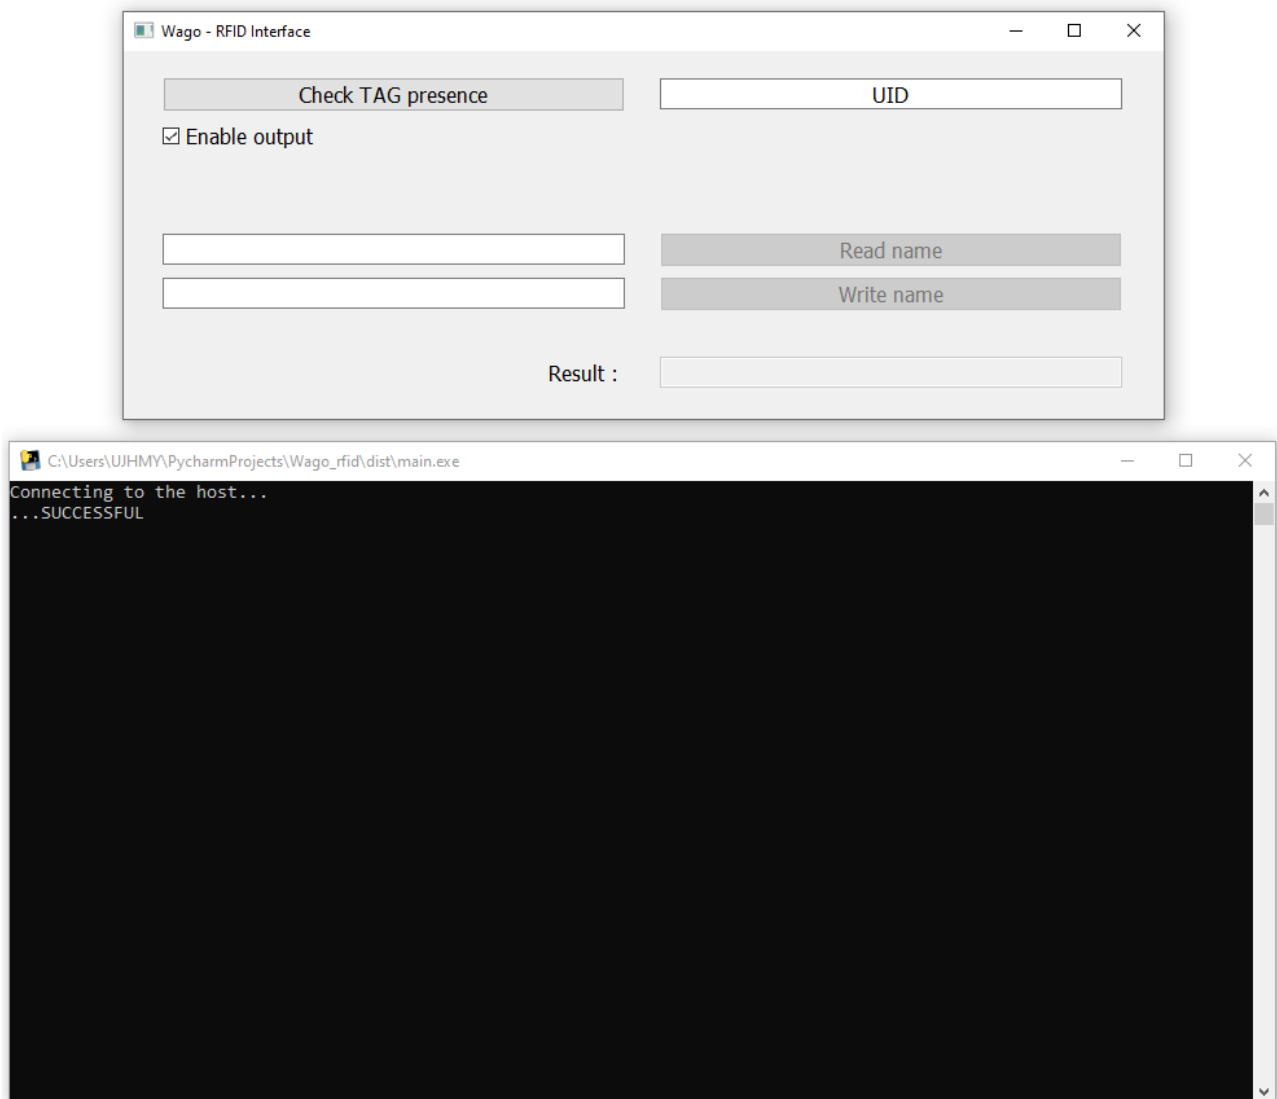 Wago - RFID Interface
Check TAG presence
UID
Enable output
Read name
Write name
Result :
C:\Users\UJHMY\PycharmProjects\Wago_rfid\dist\main.exe
Connecting to the host...
...SUCCESSFUL